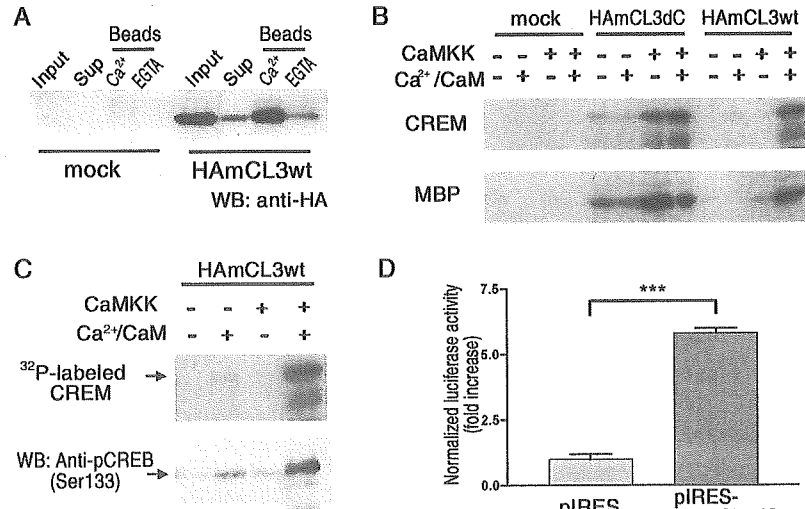 A
Beads
Beads
Input
Sup
Ca²⁺
EGTA
Input
Sup
Ca²⁺
EGTA
mock
HAmCL3wt
WB: anti-HA
B
mock
HAmCL3dC
HAmCL3wt
CaMKK - - + + - - + + - - + +
Ca²⁺/CaM - + - + - + - + - + - +
CREM
MBP
C
HAmCL3wt
CaMKK - - + +
Ca²⁺/CaM - + - +
³²P-labeled
CREM
WB: Anti-pCREB
(Ser133)
D
Normalized luciferase activity
(fold increase)
7.5
5.0
2.5
0.0
***
pIRES
pIRES-